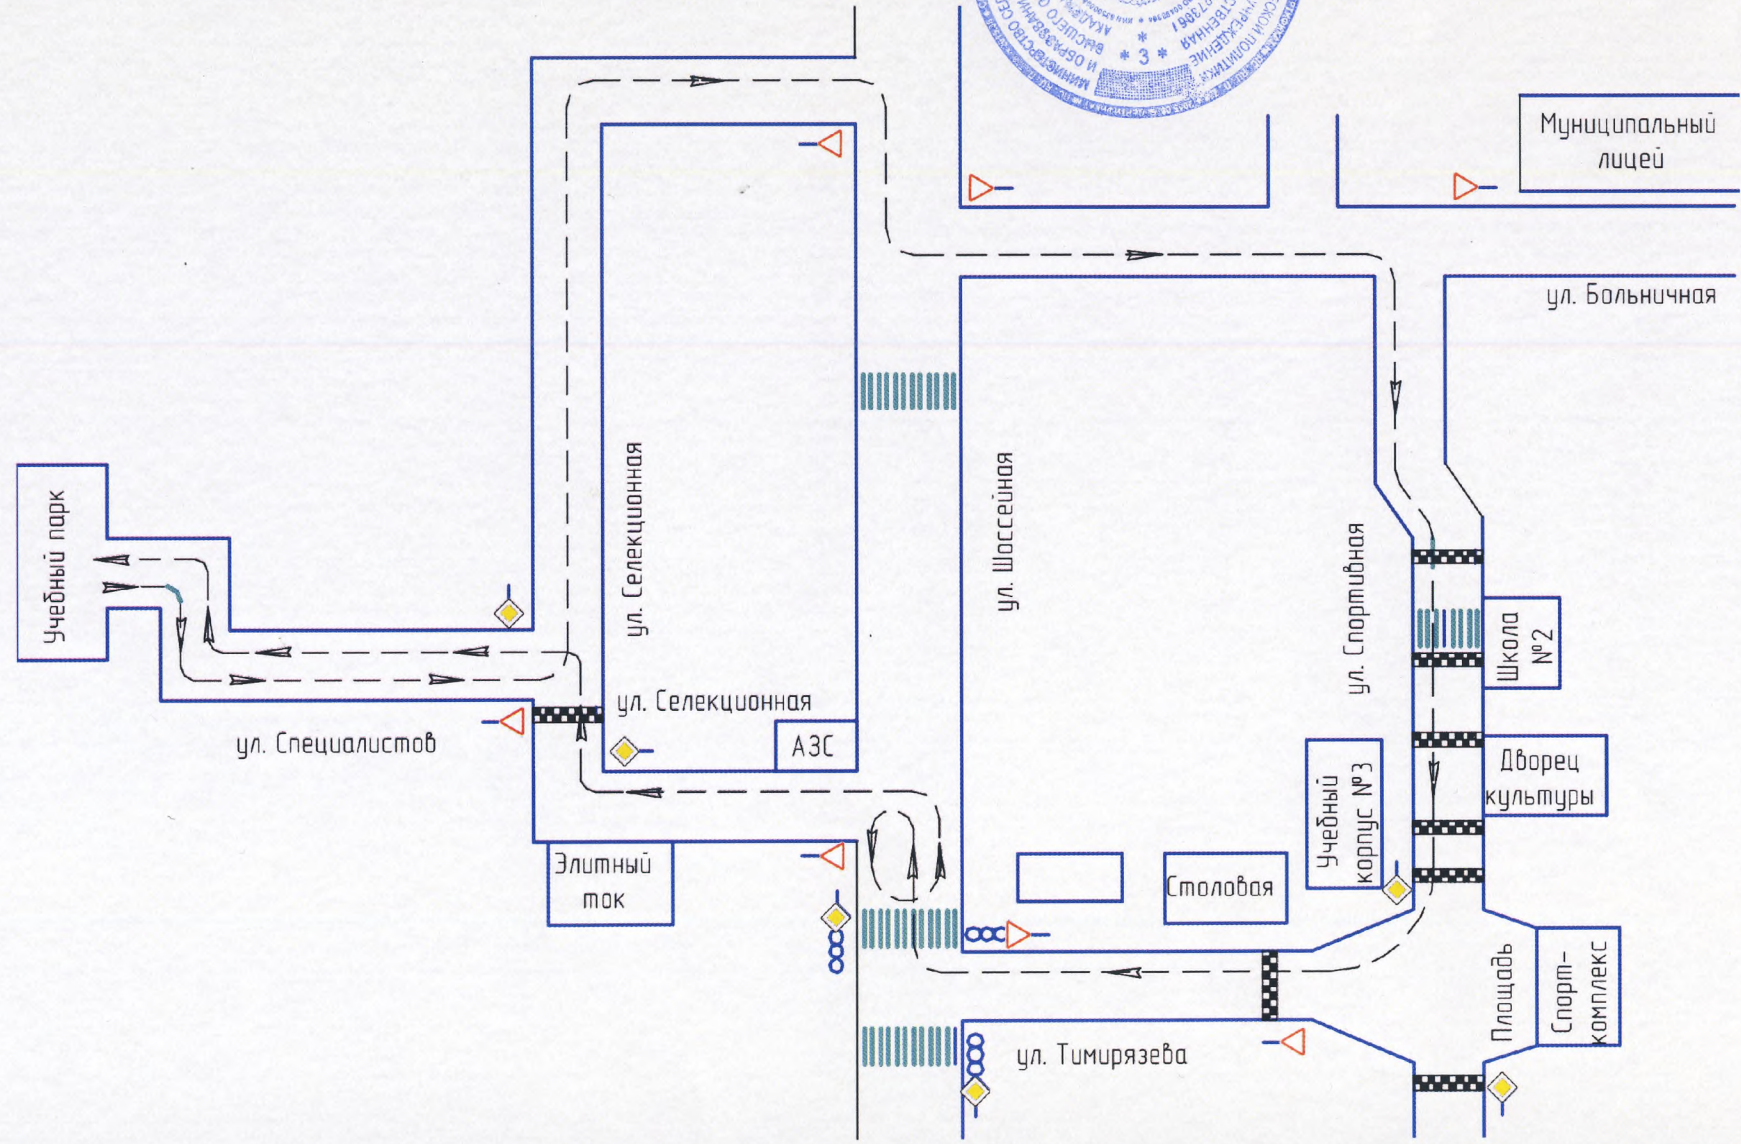 * 3 *
Муниципальный
лицей
ул. Больничная
Учебный парк
ул. Селекционная
ул. Шоссейная
ул. Спортивная
Школа
№2
ул. Селекционная
АЗС
ул. Специалистов
Дворец
культуры
Учебный
корпус №3
Элитный
ток
Столовая
Площадь
Спорт-
комплекс
ул. Тимирязева